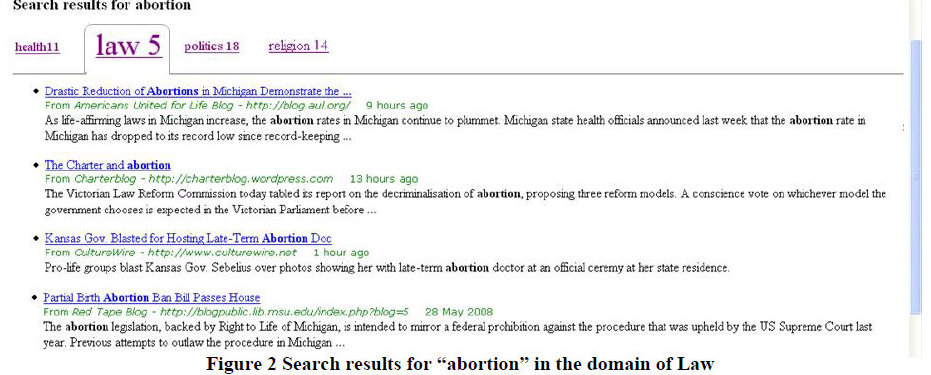 Search results for abortion
health11 law 5 politics 18 religion 14
Drastic Reduction of Abortions in Michigan Demonstrate the ...
From Americans United for Life Blog - http://blog.aul.org/ 9 hours ago
As life-affirming laws in Michigan increase, the abortion rates in Michigan continue to plummet. Michigan state health officials announced last week that the abortion rate in
Michigan has dropped to its record low since record-keeping ...
The Charter and abortion
From Charterblog - http://charterblog.wordpress.com 13 hours ago
The Victorian Law Reform Commission today tabled its report on the decriminalisation of abortion, proposing three reform models. A conscience vote on whichever model the
government chooses is expected in the Victorian Parliament before ...
Kansas Gov. Blasted for Hosting Late-Term Abortion Doc
From CultureWire - http://www.culturewire.net 1 hour ago
Pro-life groups blast Kansas Gov. Sebelius over photos showing her with late-term abortion doctor at an official ceremy at her state residence.
Partial Birth Abortion Ban Bill Passes House
From Red Tape Blog - http://blogpublic.lib.msu.edu/index.php?blog=5 28 May 2008
The abortion legislation, backed by Right to Life of Michigan, is intended to mirror a federal prohibition against the procedure that was upheld by the US Supreme Court last
year. Previous attempts to outlaw the procedure in Michigan ...
Figure 2 Search results for “abortion” in the domain of Law